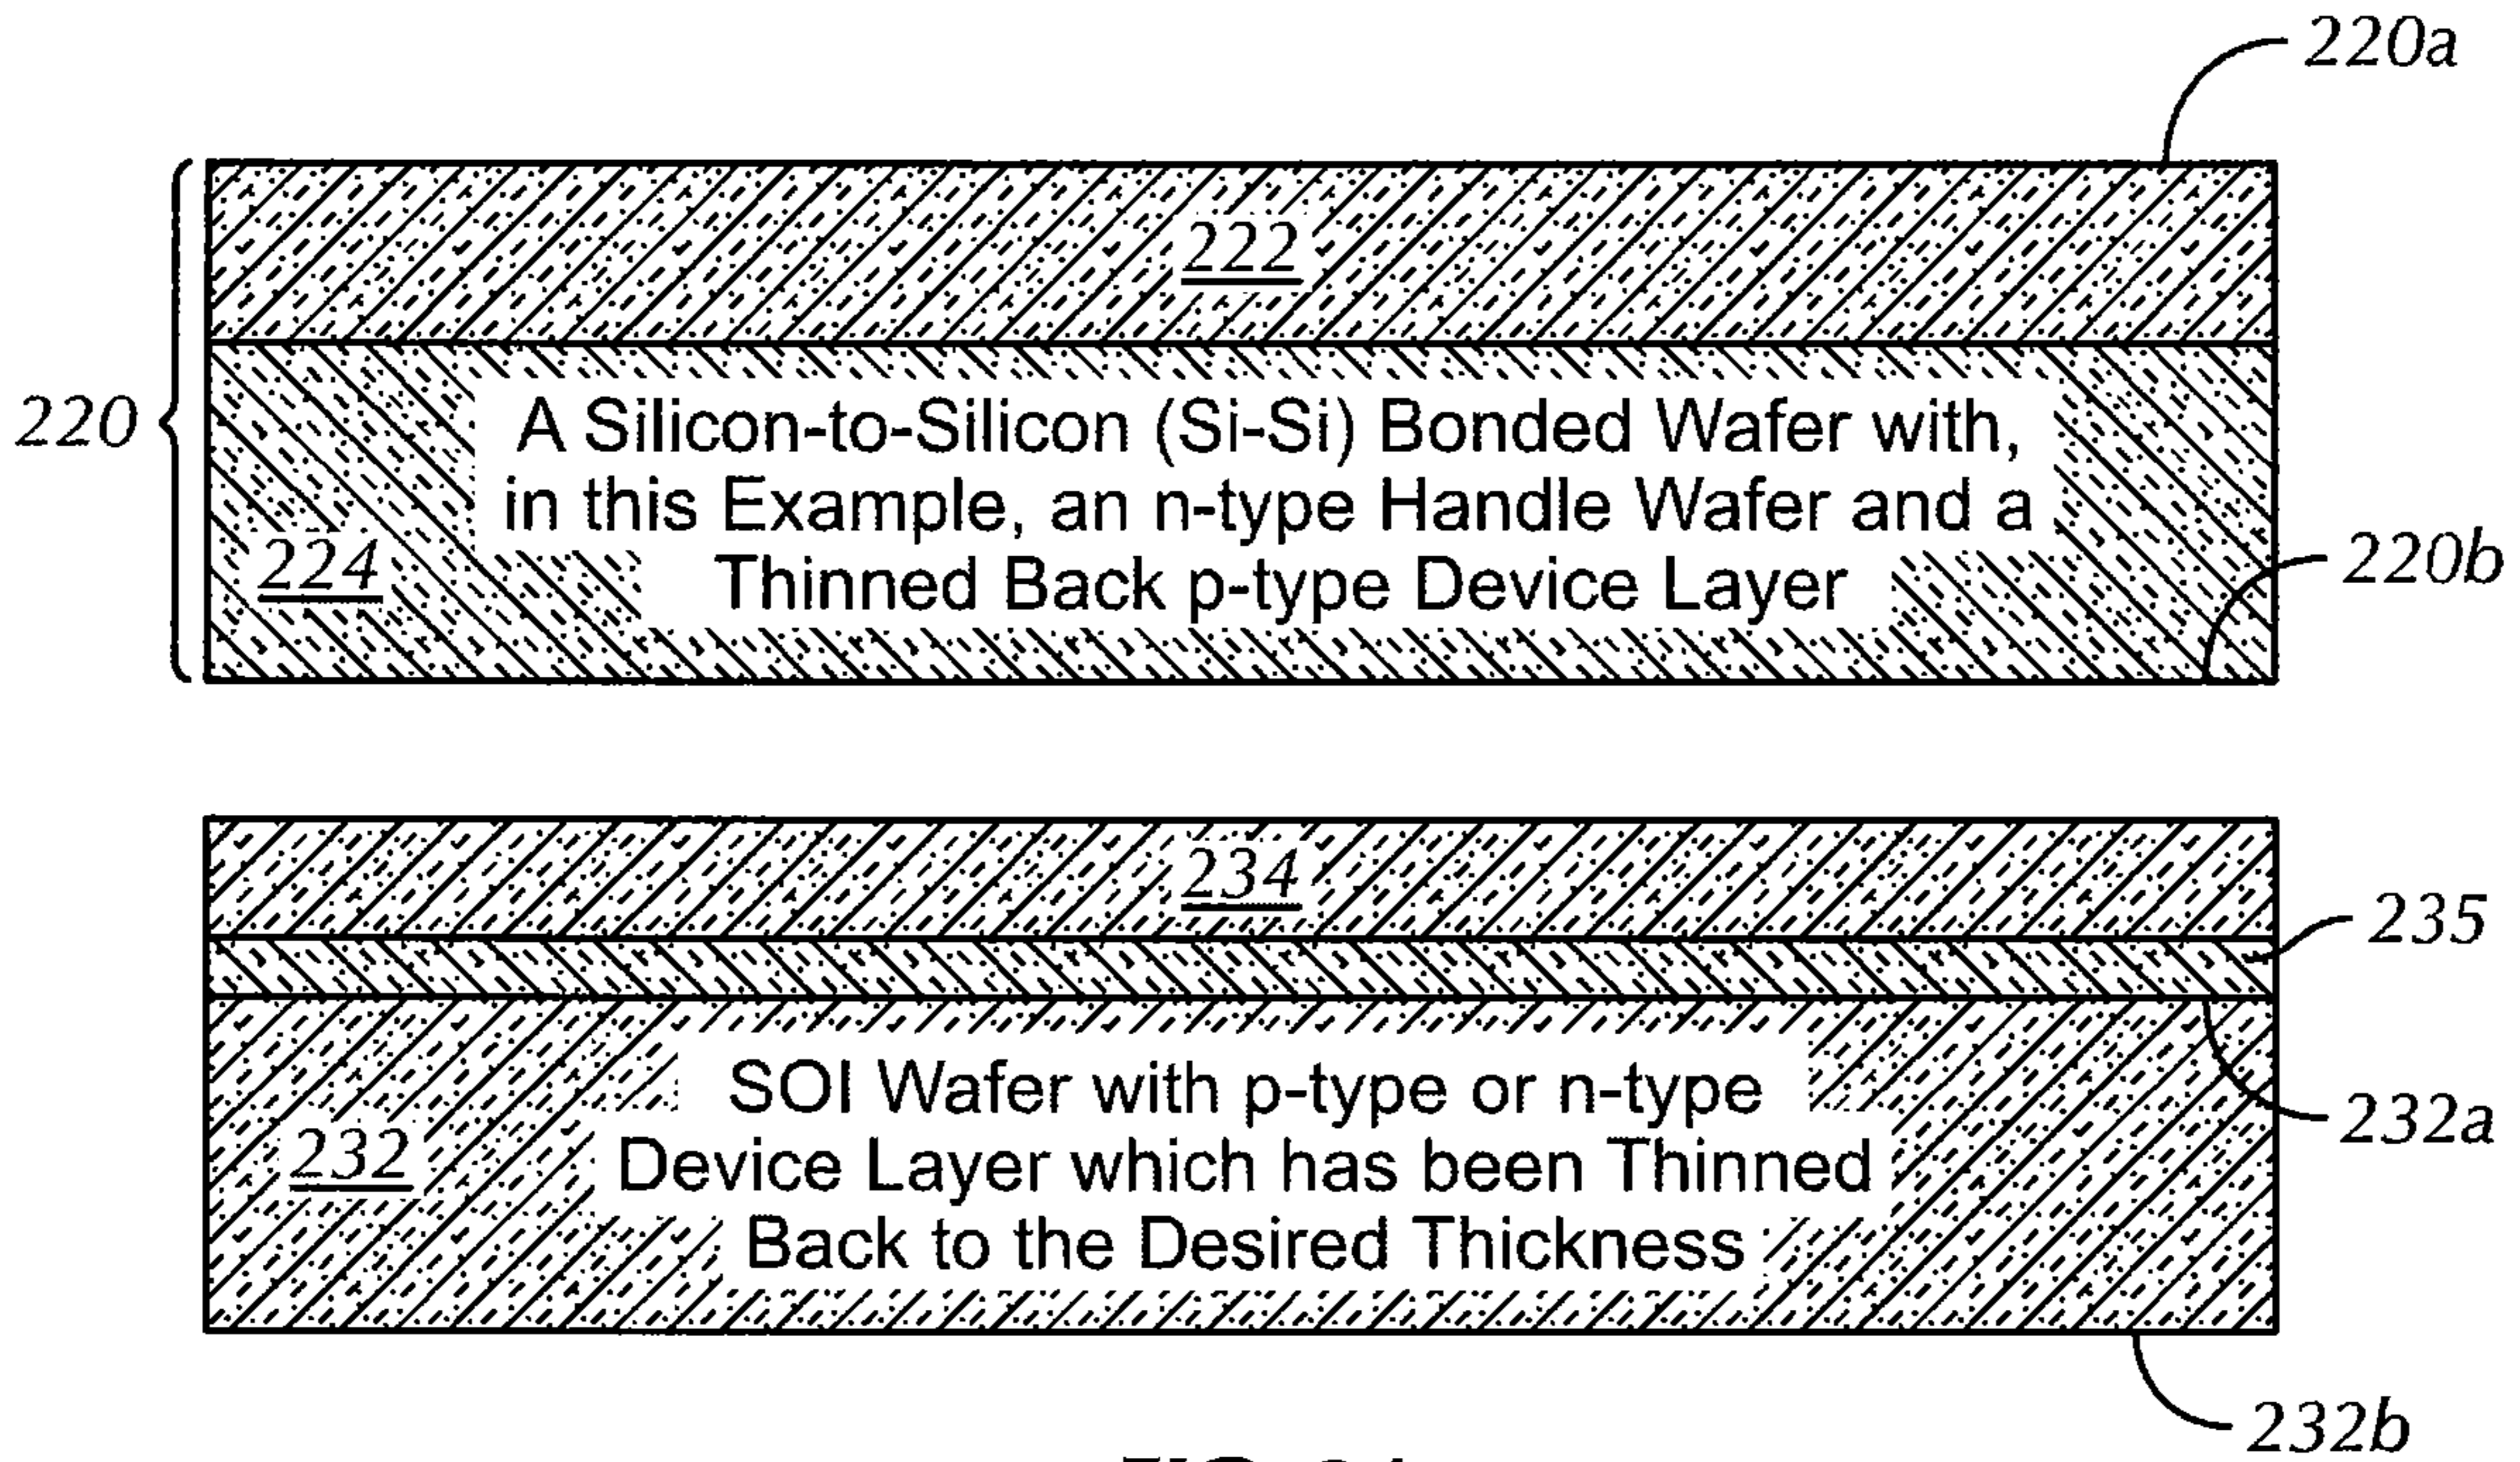 220a
222
220
A Silicon-to-Silicon (Si-Si) Bonded Wafer with,
in this Example, an n-type Handle Wafer and a
Thinned Back p-type Device Layer
224
220b
234
235
SOI Wafer with p-type or n-type
Device Layer which has been Thinned
Back to the Desired Thickness
232
232a
232b